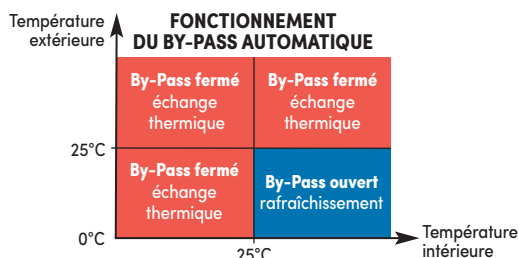 Température
extérieure
FONCTIONNEMENT
DU BY-PASS AUTOMATIQUE
By-Pass fermé
échange
thermique
By-Pass fermé
échange
thermique
25°C
By-Pass fermé
échange
thermique
By-Pass ouvert
rafraîchissement
0°C
25°C
Température
intérieure